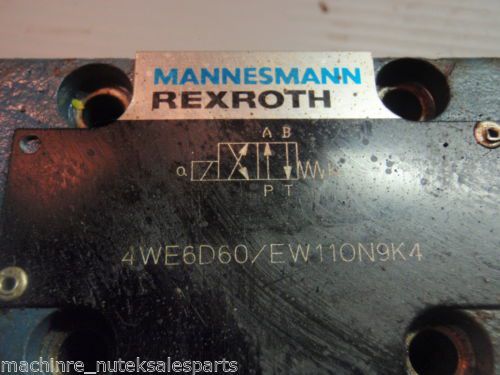 MANNESMANN
REXROTH
A B
a
P T
4WE6D60/EW110N9K4
machinre_nuteksalesparts